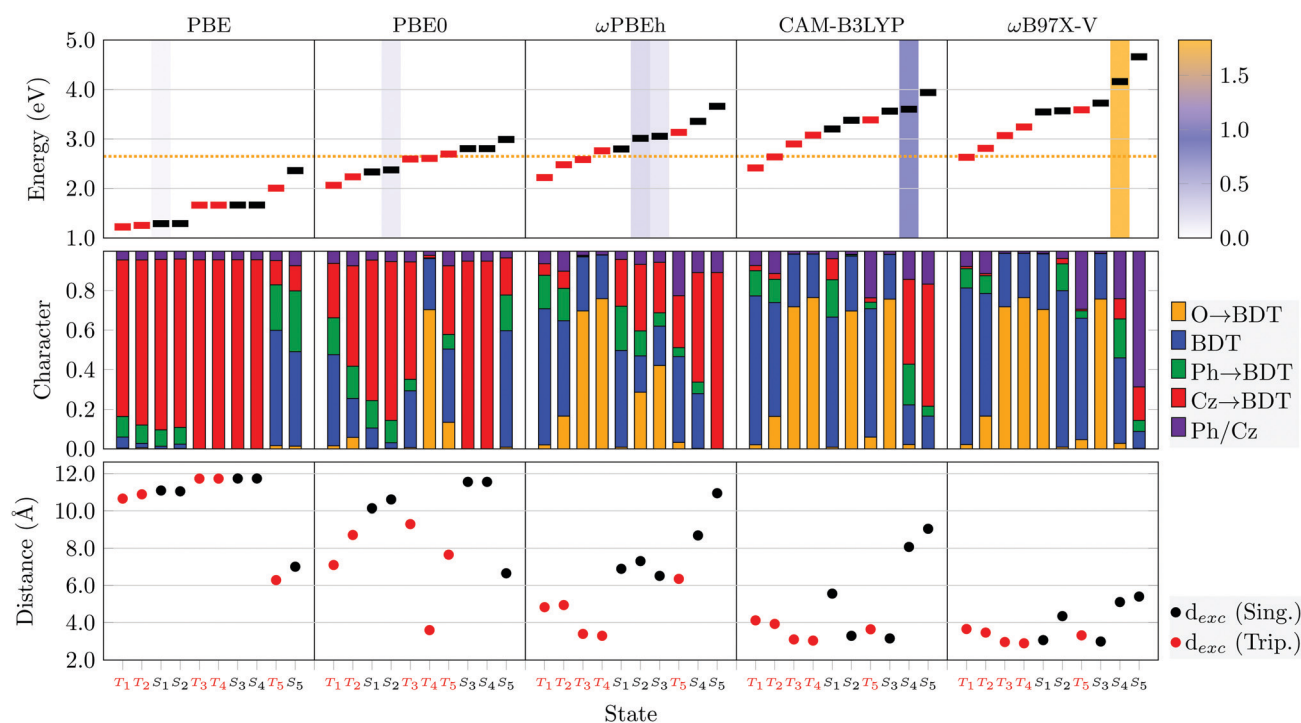 PBE PBE0 ωPBEh CAM-B3LYP ωB97X-V
Energy (eV)
5.0
4.0
3.0
2.0
1.0
1.5
1.0
0.5
0.0
Character
0.8
0.6
0.4
0.2
0.0
O→BDT
BDT
Ph→BDT
Cz→BDT
Ph/Cz
Distance (Å)
12.0
10.0
8.0
6.0
4.0
2.0
d_exc (Sing.)
d_exc (Trip.)
T1 T2 S1 S2 T3 T4 S3 S4 T5 S5 T1 T2 S1 S2 T3 T4 T5 S3 S4 S5 T1 T2 T3 T4 S1 S2 S3 T5 S4 S5 T1 T2 T3 T4 S1 S2 T5 S3 S4 S5 T1 T2 T3 T4 S1 S2 T5 S3 S4 S5
State